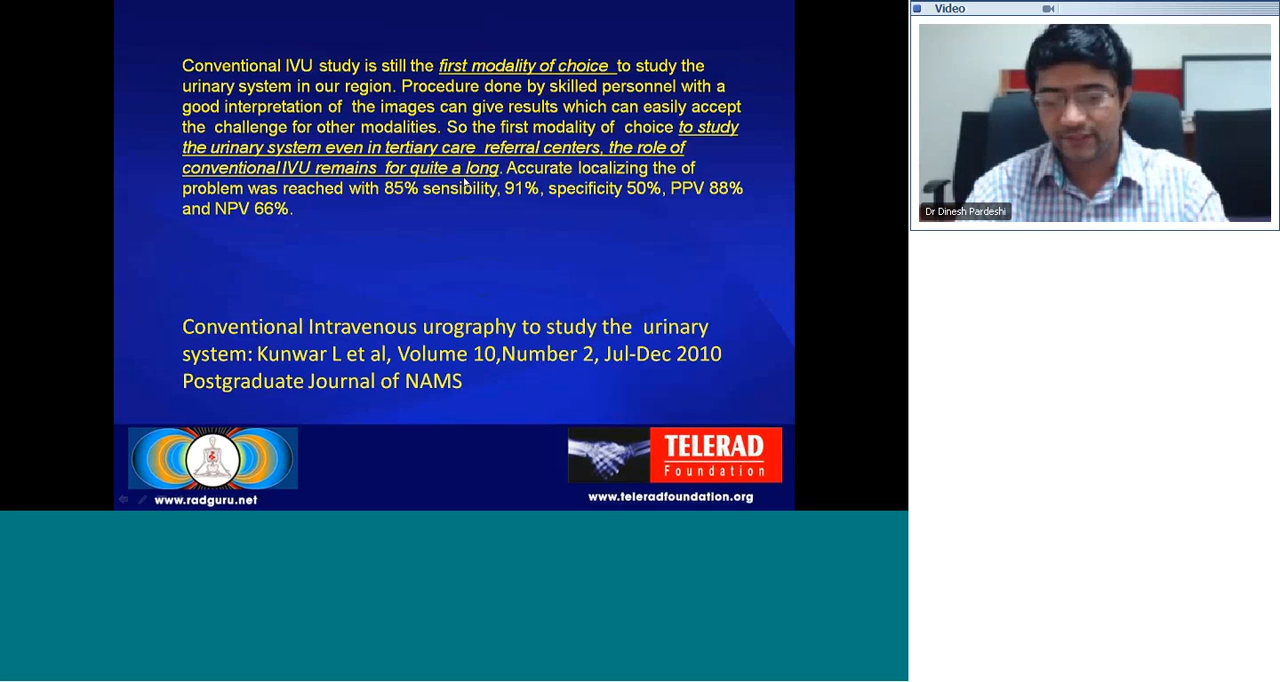 Video
Conventional IVU study is still the first modality of choice to study the
urinary system in our region. Procedure done by skilled personnel with a
good interpretation of the images can give results which can easily accept
the challenge for other modalities. So the first modality of choice to study
the urinary system even in tertiary care referral centers, the role of
conventional IVU remains for quite a long. Accurate localizing the of
problem was reached with 85% sensibility, 91%, specificity 50%, PPV 88%
and NPV 66%.
Dr Dinesh Pardeshi
Conventional Intravenous urography to study the urinary
system: Kunwar L et al, Volume 10,Number 2, Jul-Dec 2010
Postgraduate Journal of NAMS
www.radguru.net
TELERAD
Foundation
www.teleradfoundation.org